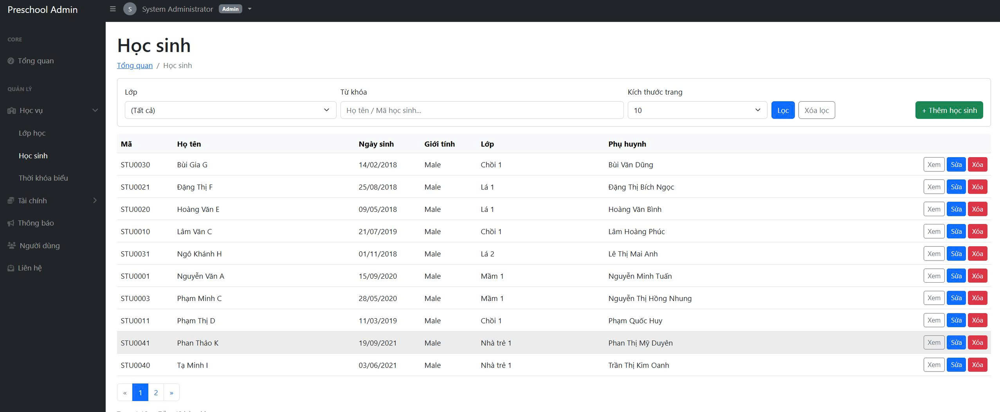 Preschool Admin
S System Administrator Admin
CORE
Tổng quan
QUẢN LÝ
Học vụ
Lớp học
Học sinh
Thời khóa biểu
Tài chính
Thông báo
Người dùng
Liên hệ
Học sinh
Tổng quan / Học sinh
Lớp Từ khóa Kích thước trang
(Tất cả) Họ tên / Mã học sinh... 10 Lọc Xóa lọc + Thêm học sinh
Mã Họ tên Ngày sinh Giới tính Lớp Phụ huynh
STU0030 Bùi Gia G 14/02/2018 Male Chồi 1 Bùi Văn Dũng Xem Sửa Xóa
STU0021 Đặng Thị F 25/08/2018 Male Lá 1 Đặng Thị Bích Ngọc Xem Sửa Xóa
STU0020 Hoàng Văn E 09/05/2018 Male Lá 1 Hoàng Văn Bình Xem Sửa Xóa
STU0010 Lâm Văn C 21/07/2019 Male Chồi 1 Lâm Hoàng Phúc Xem Sửa Xóa
STU0031 Ngô Khánh H 01/11/2018 Male Lá 2 Lê Thị Mai Anh Xem Sửa Xóa
STU0001 Nguyễn Văn A 15/09/2020 Male Mầm 1 Nguyễn Minh Tuấn Xem Sửa Xóa
STU0003 Phạm Minh C 28/05/2020 Male Mầm 1 Nguyễn Thị Hồng Nhung Xem Sửa Xóa
STU0011 Phạm Thị D 11/03/2019 Male Chồi 1 Phạm Quốc Huy Xem Sửa Xóa
STU0041 Phan Thảo K 19/09/2021 Male Nhà trẻ 1 Phan Thị Mỹ Duyên Xem Sửa Xóa
STU0040 Tạ Minh I 03/06/2021 Male Nhà trẻ 1 Trần Thị Kim Oanh Xem Sửa Xóa
« 1 2 »